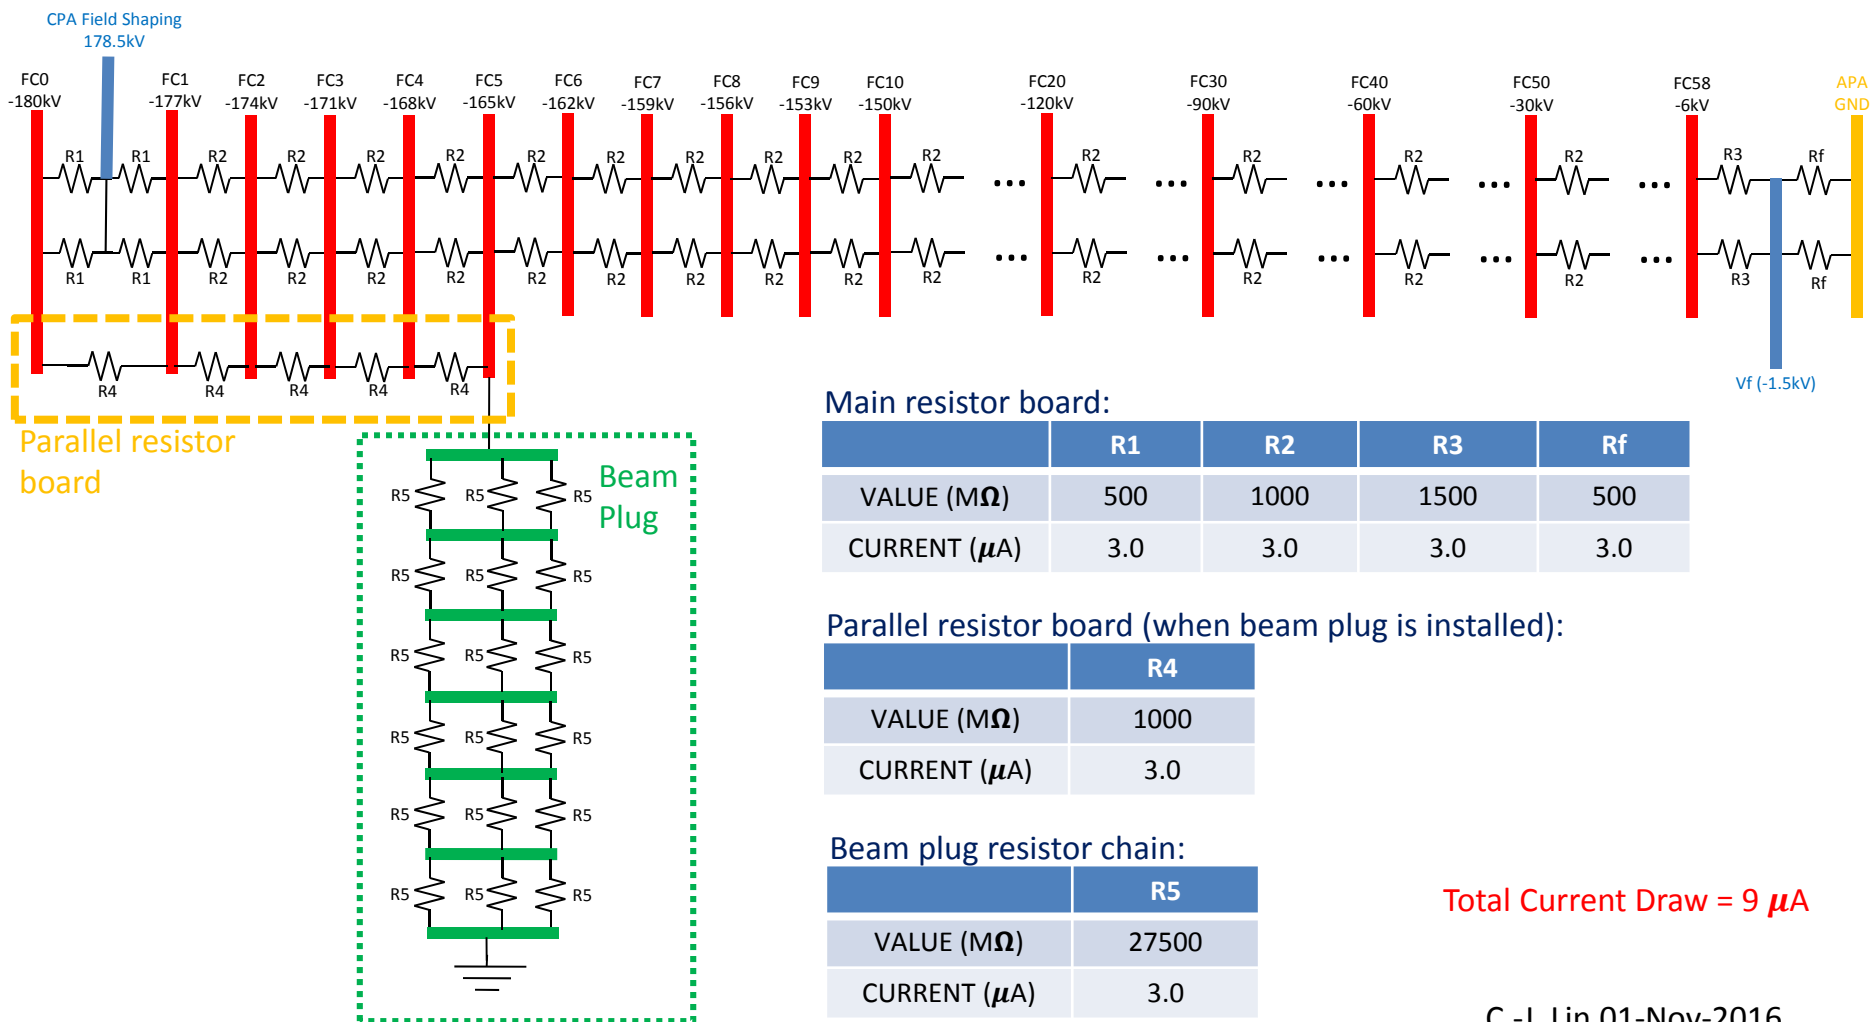 CPA Field Shaping
178.5kV
FC0 FC1 FC2 FC3 FC4 FC5 FC6 FC7 FC8 FC9 FC10 FC20 FC30 FC40 FC50 FC58 APA
-180kV -177kV -174kV -171kV -168kV -165kV -162kV -159kV -156kV -153kV -150kV -120kV -90kV -60kV -30kV -6kV GND
R1 R1 R2 R2 R2 R2 R2 R2 R2 R2 R2 R2 R2 R2 R2 R2 R3 Rf
... ... ... ... ...
... ... ... ... ...
R1 R1 R2 R2 R2 R2 R2 R2 R2 R2 R2 R2 R2 R2 R2 R2 R3 Rf
R4 R4 R4 R4 R4
Vf (-1.5kV)
Parallel resistor
board
Beam
Plug
R5 R5 R5
R5 R5 R5
R5 R5 R5
R5 R5 R5
R5 R5 R5
R5 R5 R5
Main resistor board:
R1 R2 R3 Rf
VALUE (MΩ) 500 1000 1500 500
CURRENT (μA) 3.0 3.0 3.0 3.0
Parallel resistor board (when beam plug is installed):
R4
VALUE (MΩ) 1000
CURRENT (μA) 3.0
Beam plug resistor chain:
R5
VALUE (MΩ) 27500
CURRENT (μA) 3.0
Total Current Draw = 9 μA
C.-J. Lin 01-Nov-2016